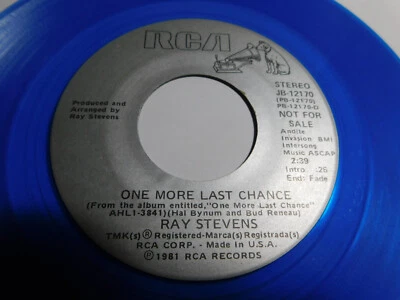 RCA
STEREO
JB-12170
(PB-12170)
PB-12170-D
NOT FOR
SALE
Andite
Invasion BMI
Intersong
Music ASCAP
2:39
Intro: :26
End: Fade
Produced and
Arranged by
Ray Stevens
ONE MORE LAST CHANCE
(From the album entitled,"One More Last Chance"
AHL1-3841)(Hal Bynum and Bud Reneau)
RAY STEVENS
TMK(s) ® Registered-Marca(s) Registrada(s)
RCA CORP. - Made in U.S.A.
℗ © 1981 RCA RECORDS